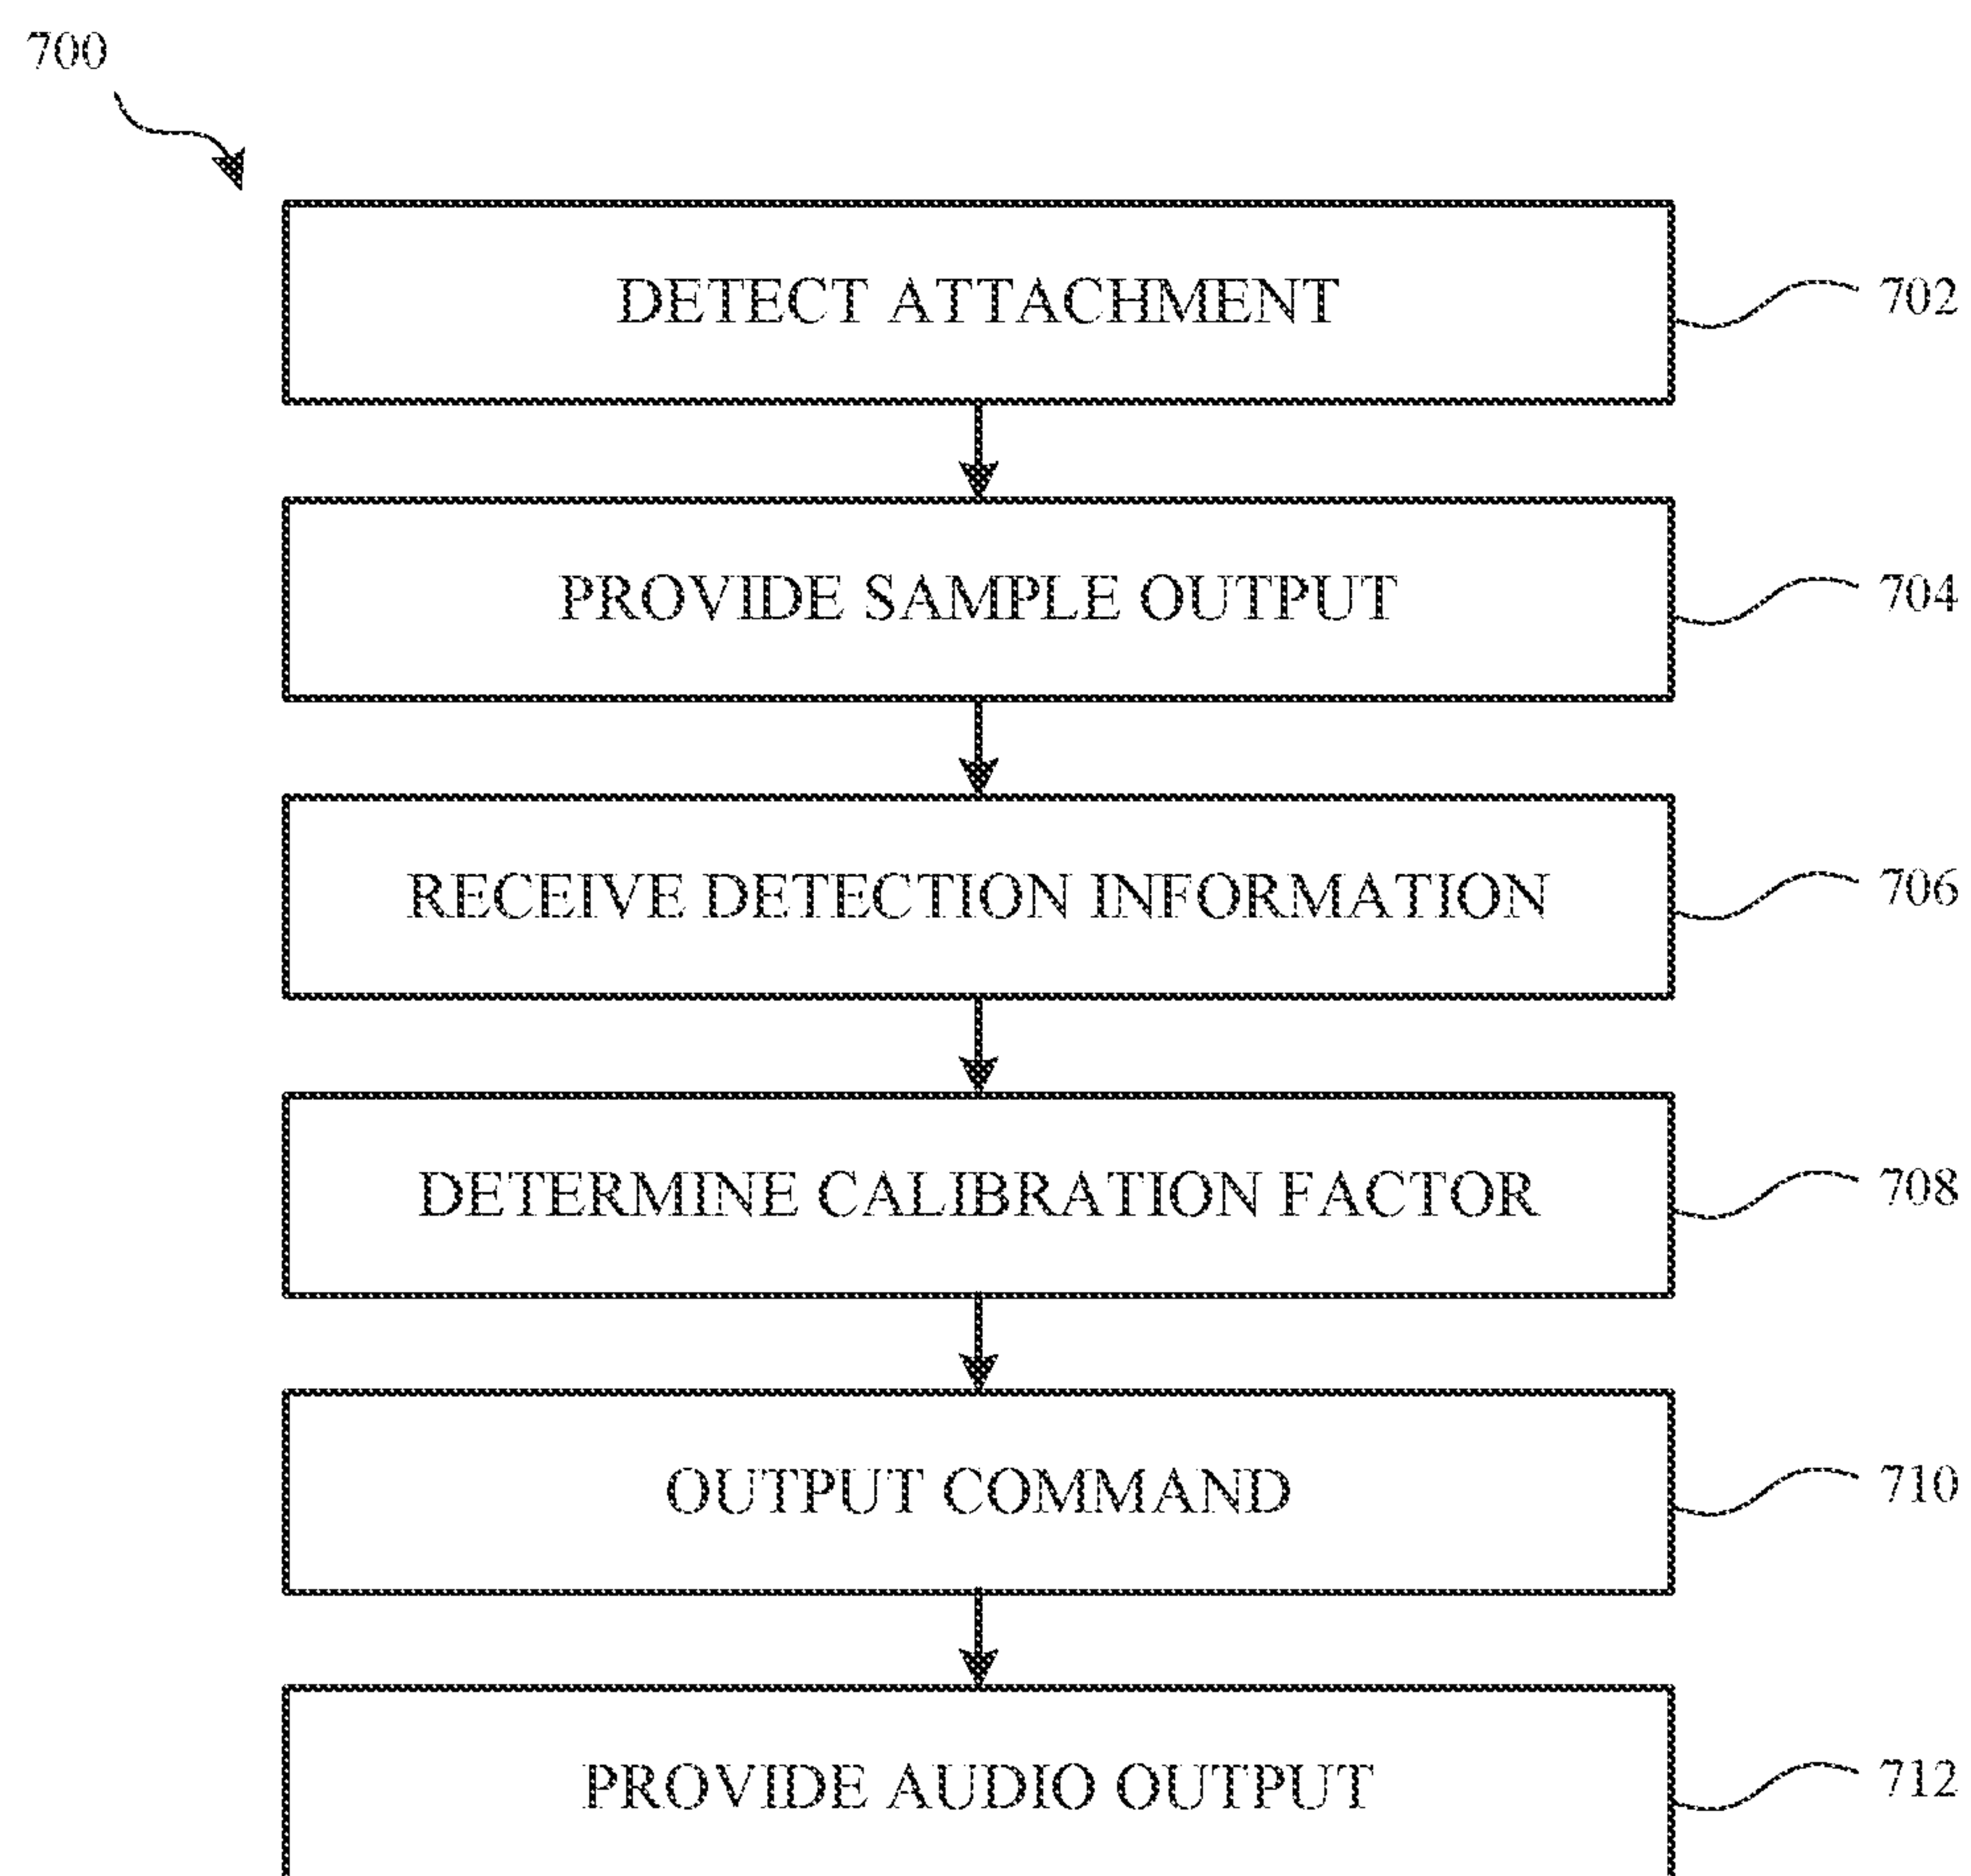 700
DETECT ATTACHMENT
702
PROVIDE SAMPLE OUTPUT
704
RECEIVE DETECTION INFORMATION
706
DETERMINE CALIBRATION FACTOR
708
OUTPUT COMMAND
710
PROVIDE AUDIO OUTPUT
712